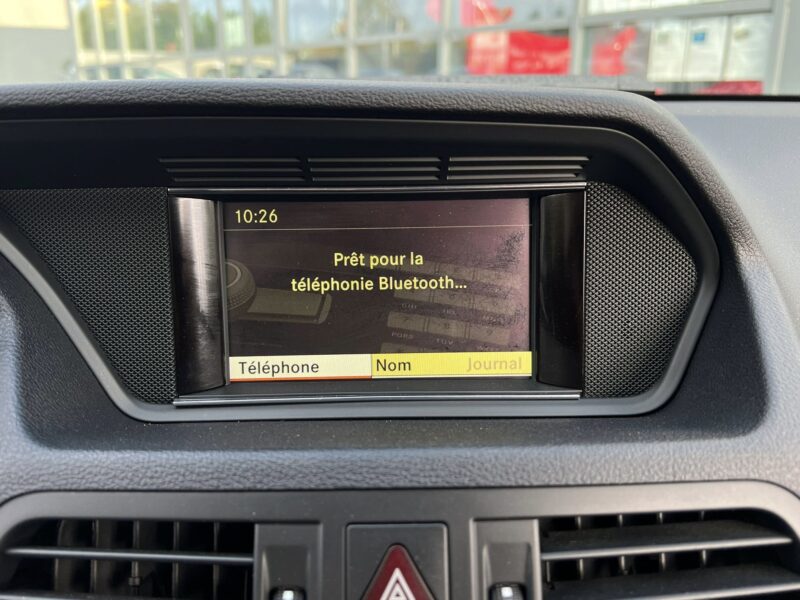 10:26
Prêt pour la
téléphonie Bluetooth...
Téléphone Nom Journal